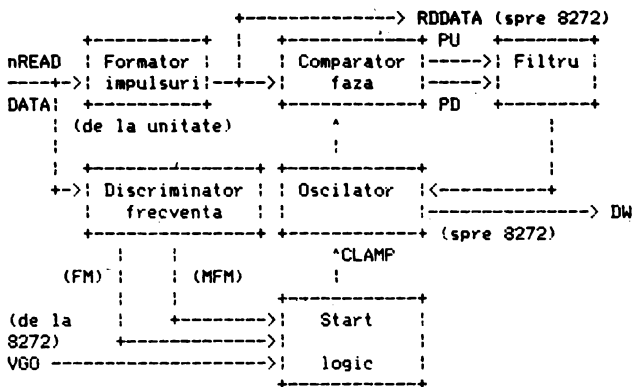 RDDATA (spre 8272)
PU
nREAD Formator Comparator Filtru
impulsuri faza
DATA PD
(de la unitate)
Discriminator Oscilator
frecventa DW
(spre 8272)
^CLAMP
(FM) (MFM)
(de la Start
8272)
VGO logic